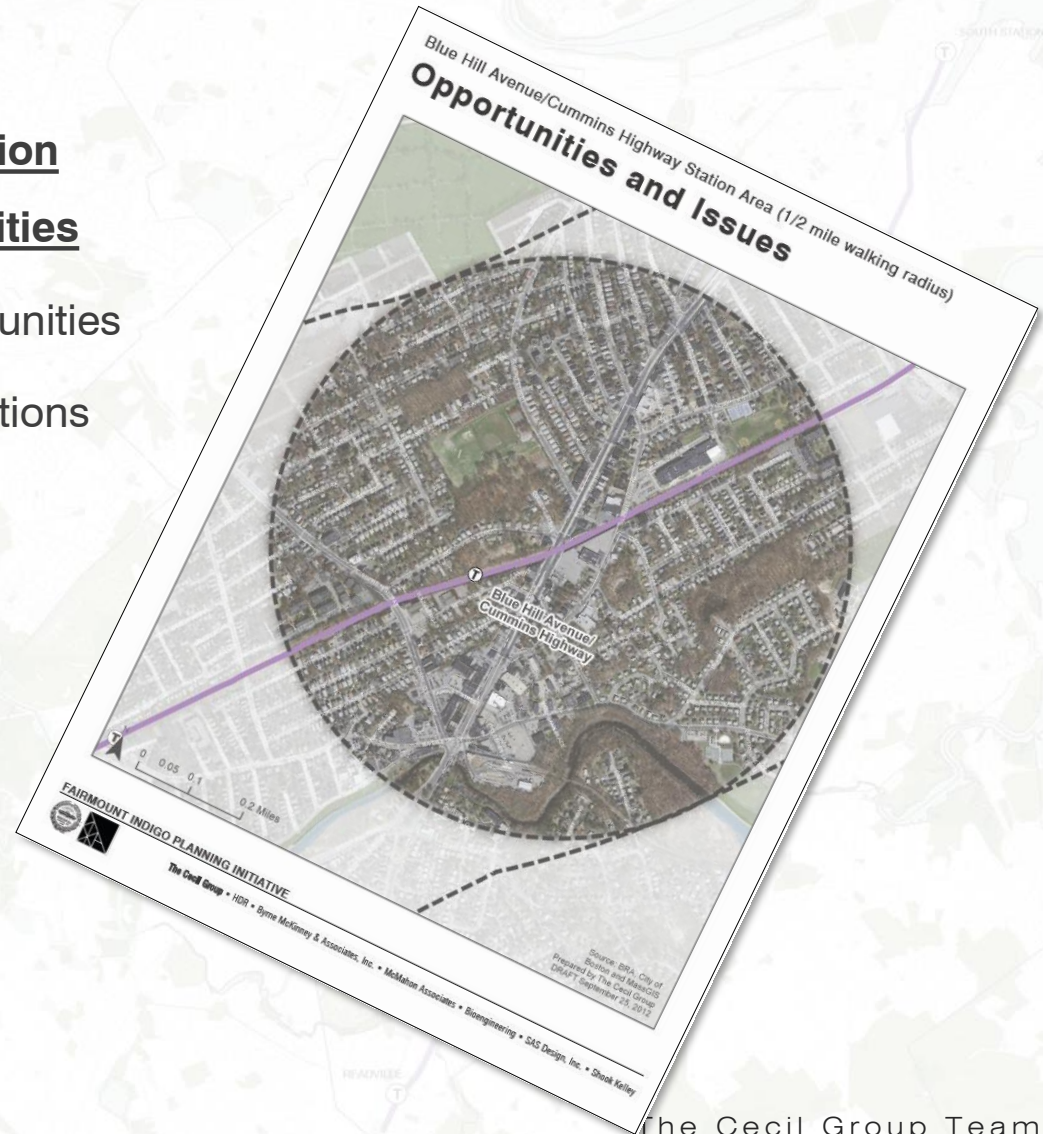 ion
ities
unities
tions
Blue Hill Avenue/Cummins Highway Station Area (1/2 mile walking radius)
Opportunities and Issues
Blue Hill Avenue/
Cummins Highway
T
T
0 0.05 0.1 0.2 Miles
FAIRMOUNT INDIGO PLANNING INITIATIVE
The Cecil Group • HDR • Byrne McKinney & Associates, Inc. • McMahon Associates • Bioengineering • SAS Design, Inc. • Shook Kelley
Source: BRA, City of
Boston and MassGIS
Prepared by The Cecil Group
DRAFT September 25, 2012
SOUTH STATION
T
READVILLE
T
The Cecil Group Team